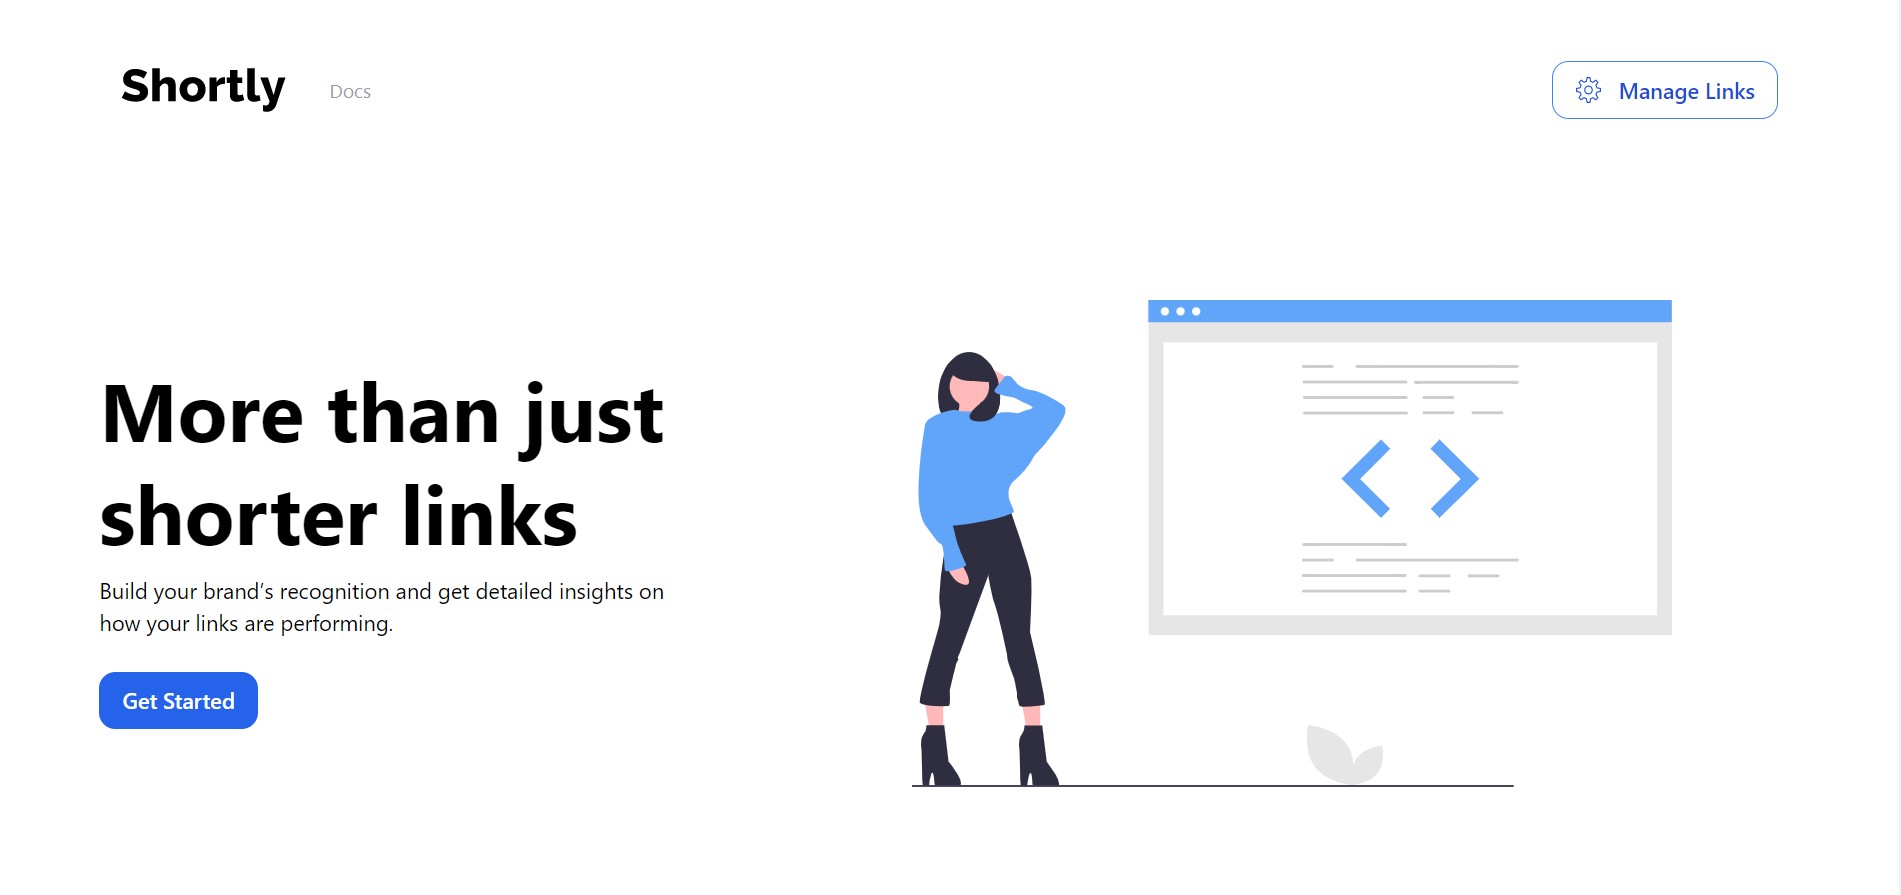 Shortly
Docs
Manage Links
More than just
shorter links
Build your brand’s recognition and get detailed insights on
how your links are performing.
Get Started